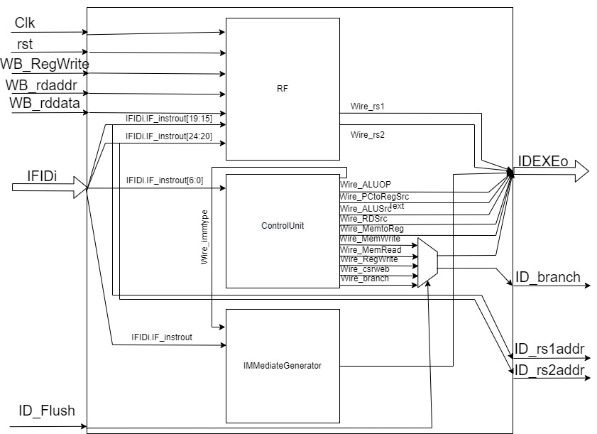 Clk
rst
WB_RegWrite
WB_rdaddr
WB_rddata
IFIDi.IF_instrout[19:15]
IFIDi.IF_instrout[24:20]
IFIDi
IFIDi.IF_instrout[6:0]
RF
Wire_rs1
Wire_rs2
IDEXEo
Wire_immtype
ControlUnit
Wire_ALUOP
Wire_PCtoRegSrc
Wire_ALUSrc
Text
Wire_RDSrc
Wire_MemtoReg
Wire_MemWrite
Wire_MemRead
Wire_RegWrite
Wire_csrweb
Wire_branch
ID_branch
IFIDi.IF_instrout
IMMediateGenerator
ID_rs1addr
ID_rs2addr
ID_Flush